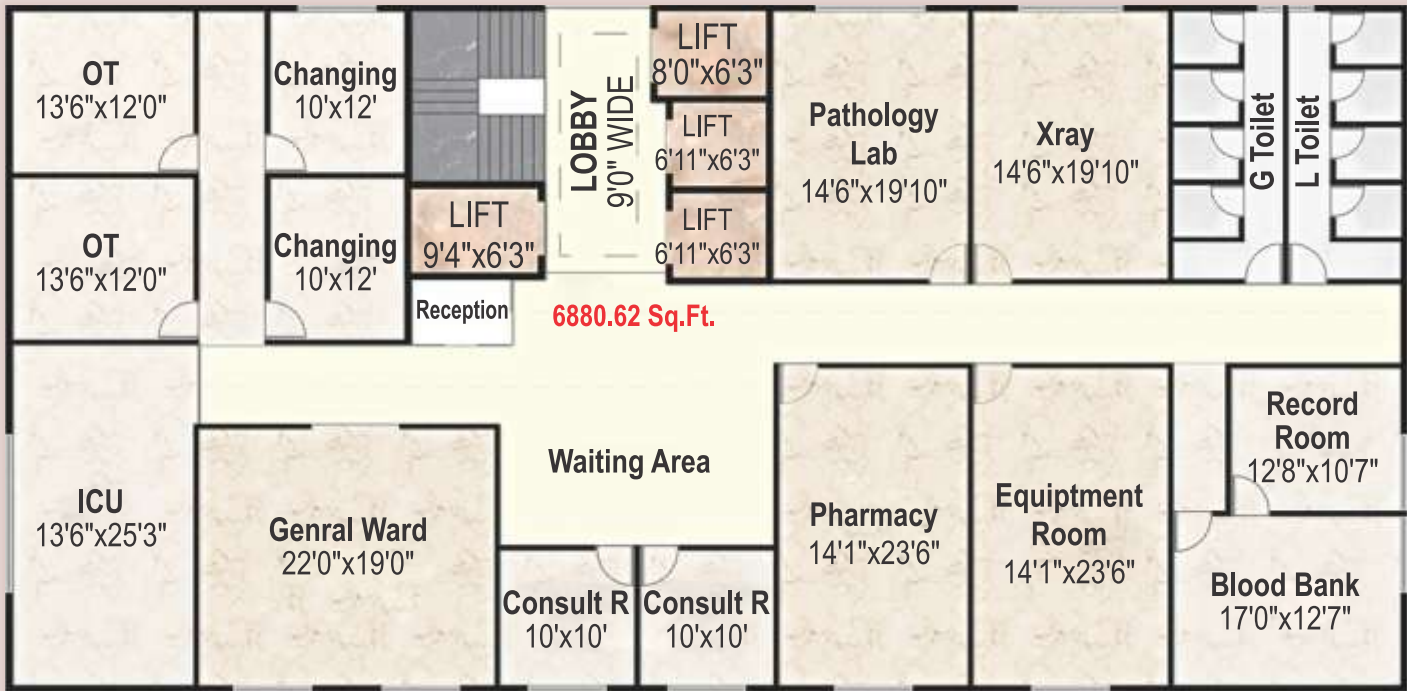 OT
13'6"x12'0"
Changing
10'x12'
LOBBY
9'0" WIDE
LIFT
8'0"x6'3"
LIFT
6'11"x6'3"
LIFT
6'11"x6'3"
Pathology
Lab
14'6"x19'10"
Xray
14'6"x19'10"
G Toilet
L Toilet
OT
13'6"x12'0"
Changing
10'x12'
LIFT
9'4"x6'3"
Reception
6880.62 Sq.Ft.
ICU
13'6"x25'3"
Genral Ward
22'0"x19'0"
Waiting Area
Consult R
10'x10'
Consult R
10'x10'
Pharmacy
14'1"x23'6"
Equiptment
Room
14'1"x23'6"
Record
Room
12'8"x10'7"
Blood Bank
17'0"x12'7"